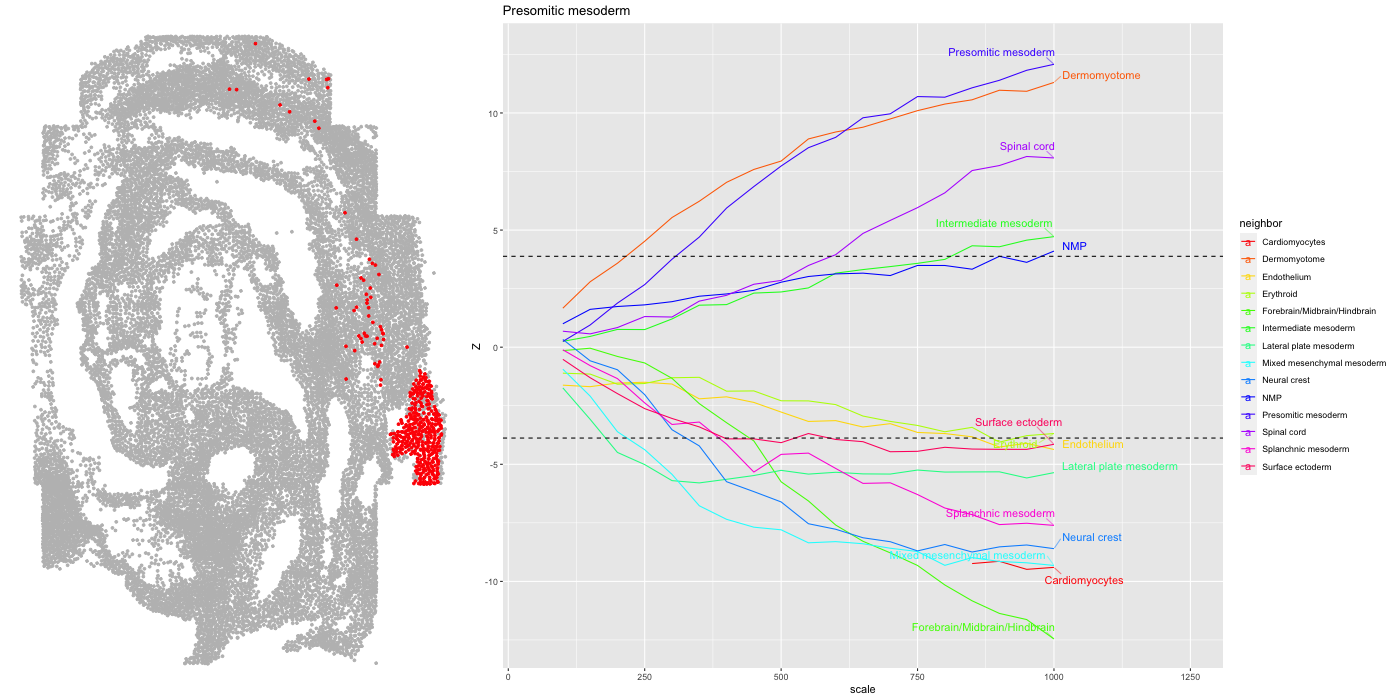 Presomitic mesoderm
Presomitic mesoderm
Dermomyotome
Spinal cord
Intermediate mesoderm
NMP
Surface ectoderm
Erythroid
Endothelium
Lateral plate mesoderm
Splanchnic mesoderm
Neural crest
Mixed mesenchymal mesoderm
Cardiomyocytes
Forebrain/Midbrain/Hindbrain
10
5
0
-5
-10
Z
0
250
500
750
1000
1250
scale
neighbor
a Cardiomyocytes
a Dermomyotome
a Endothelium
a Erythroid
a Forebrain/Midbrain/Hindbrain
a Intermediate mesoderm
a Lateral plate mesoderm
a Mixed mesenchymal mesoderm
a Neural crest
a NMP
a Presomitic mesoderm
a Spinal cord
a Splanchnic mesoderm
a Surface ectoderm